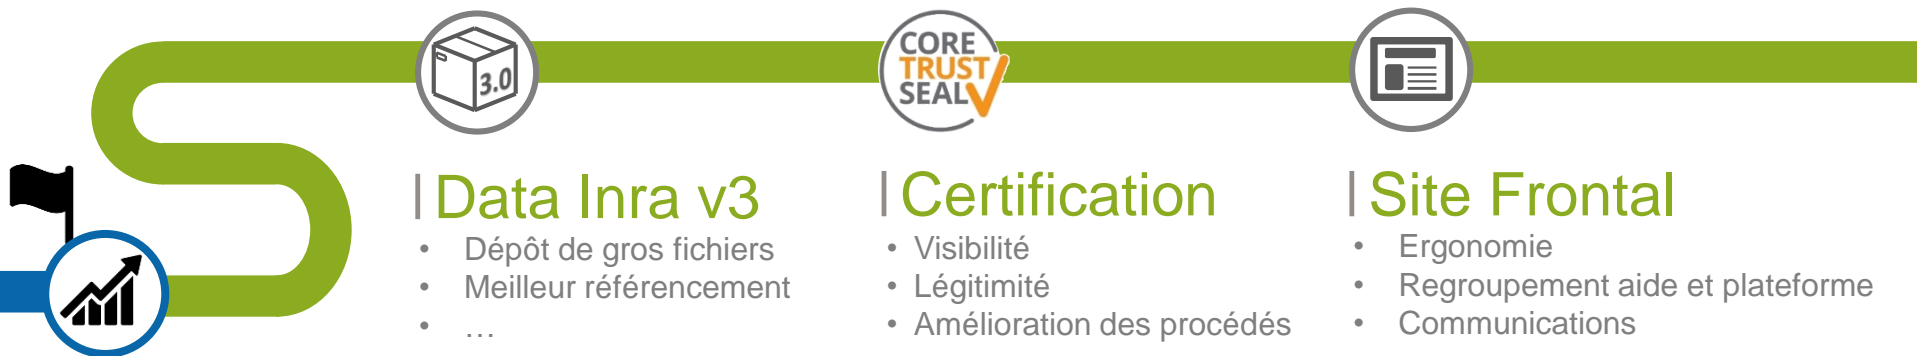 3.0
CORE
TRUST
SEAL
Data Inra v3
• Dépôt de gros fichiers
• Meilleur référencement
• …
Certification
• Visibilité
• Légitimité
• Amélioration des procédés
Site Frontal
• Ergonomie
• Regroupement aide et plateforme
• Communications